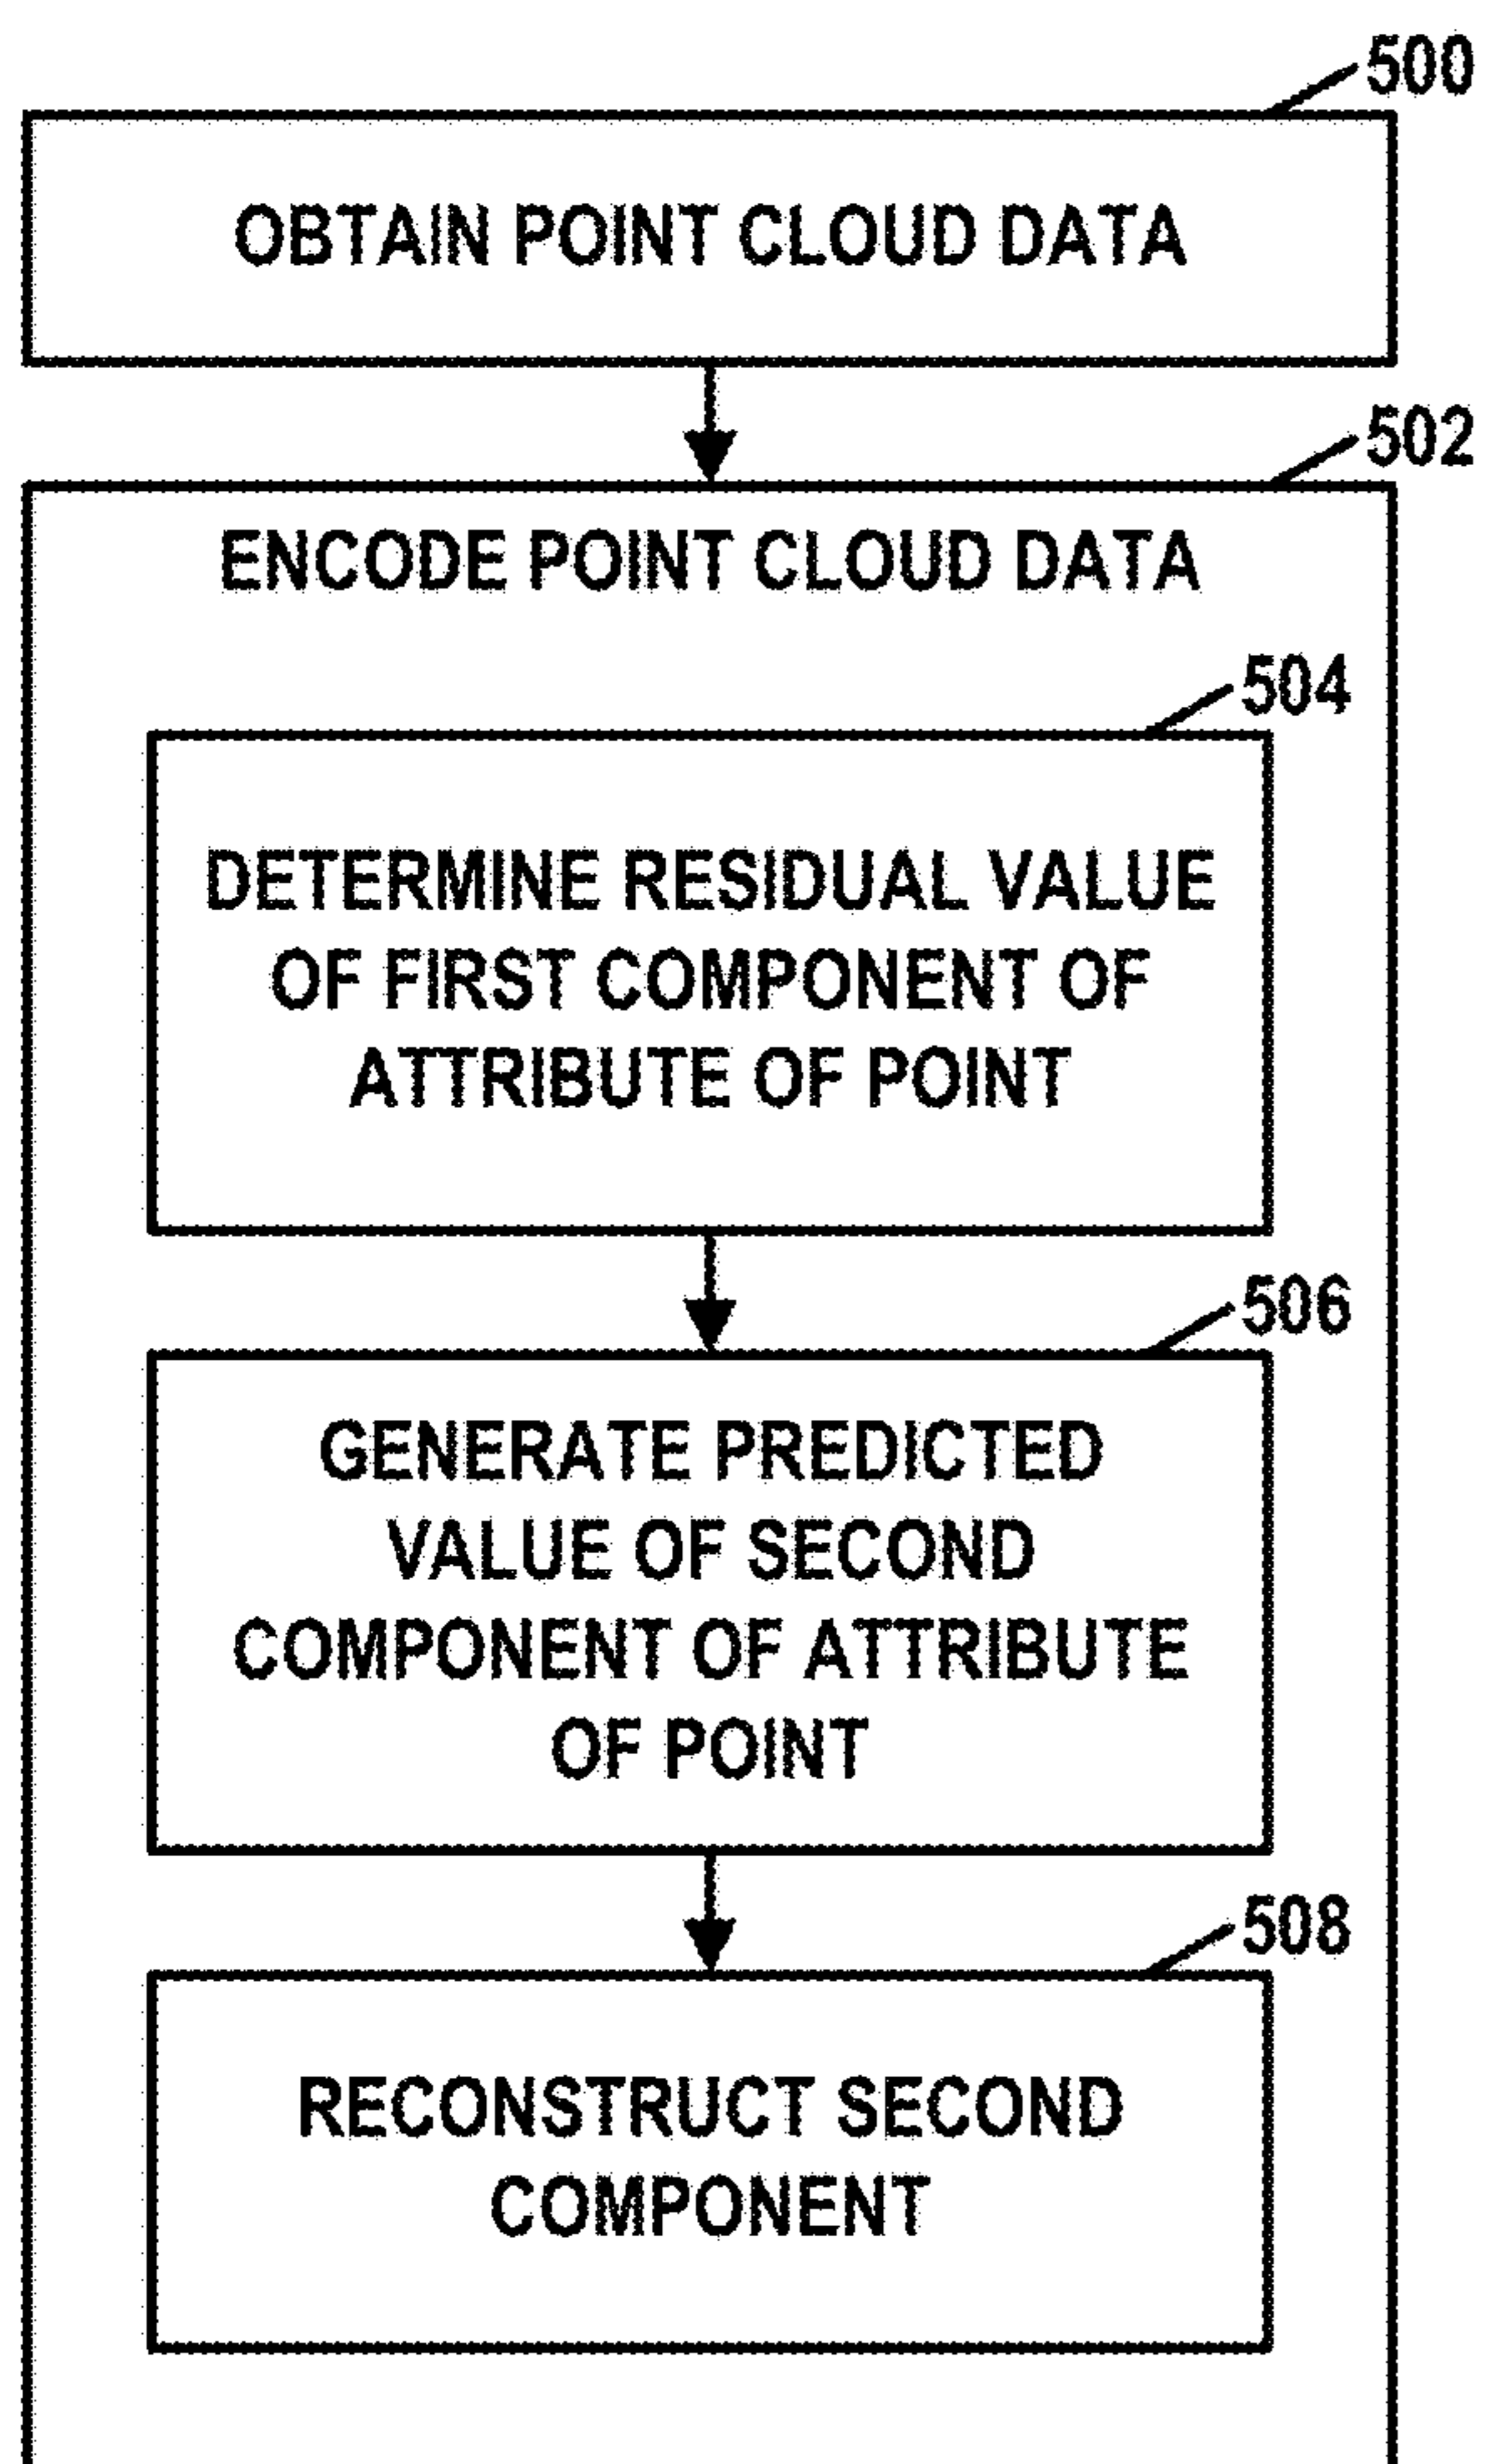 500
OBTAIN POINT CLOUD DATA
502
ENCODE POINT CLOUD DATA
504
DETERMINE RESIDUAL VALUE
OF FIRST COMPONENT OF
ATTRIBUTE OF POINT
506
GENERATE PREDICTED
VALUE OF SECOND
COMPONENT OF ATTRIBUTE
OF POINT
508
RECONSTRUCT SECOND
COMPONENT